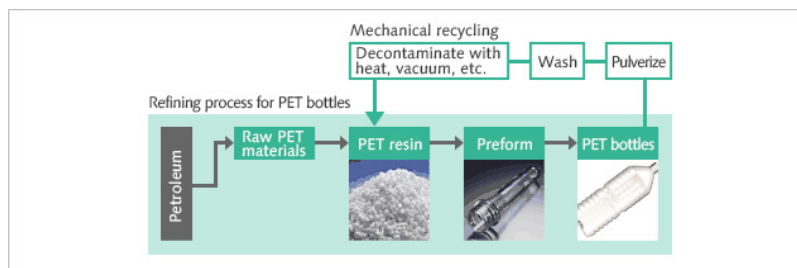 Mechanical recycling
Decontaminate with
heat, vacuum, etc.
Wash
Pulverize
Refining process for PET bottles
Petroleum
Raw PET
materials
PET resin
Preform
PET bottles